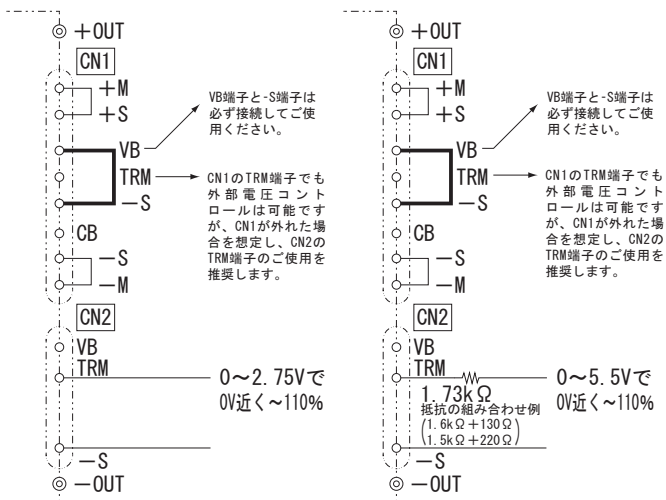 +OUT
CN1
+M
+S
VB端子と-S端子は
必ず接続してご使
用ください。
VB
TRM
CN1のTRM端子でも
外部電圧コント
ロールは可能です
が、CN1が外れた場
合を想定し、CN2の
TRM端子のご使用を
推奨します。
-S
CB
-S
-M
CN2
VB
TRM
0~2.75Vで
0V近く~110%
-S
-OUT
+OUT
CN1
+M
+S
VB端子と-S端子は
必ず接続してご使
用ください。
VB
TRM
CN1のTRM端子でも
外部電圧コント
ロールは可能です
が、CN1が外れた場
合を想定し、CN2の
TRM端子のご使用を
推奨します。
-S
CB
-S
-M
CN2
VB
TRM
1.73kΩ
抵抗の組み合わせ例
(1.6kΩ+130Ω
1.5kΩ+220Ω)
0~5.5Vで
0V近く~110%
-S
-OUT